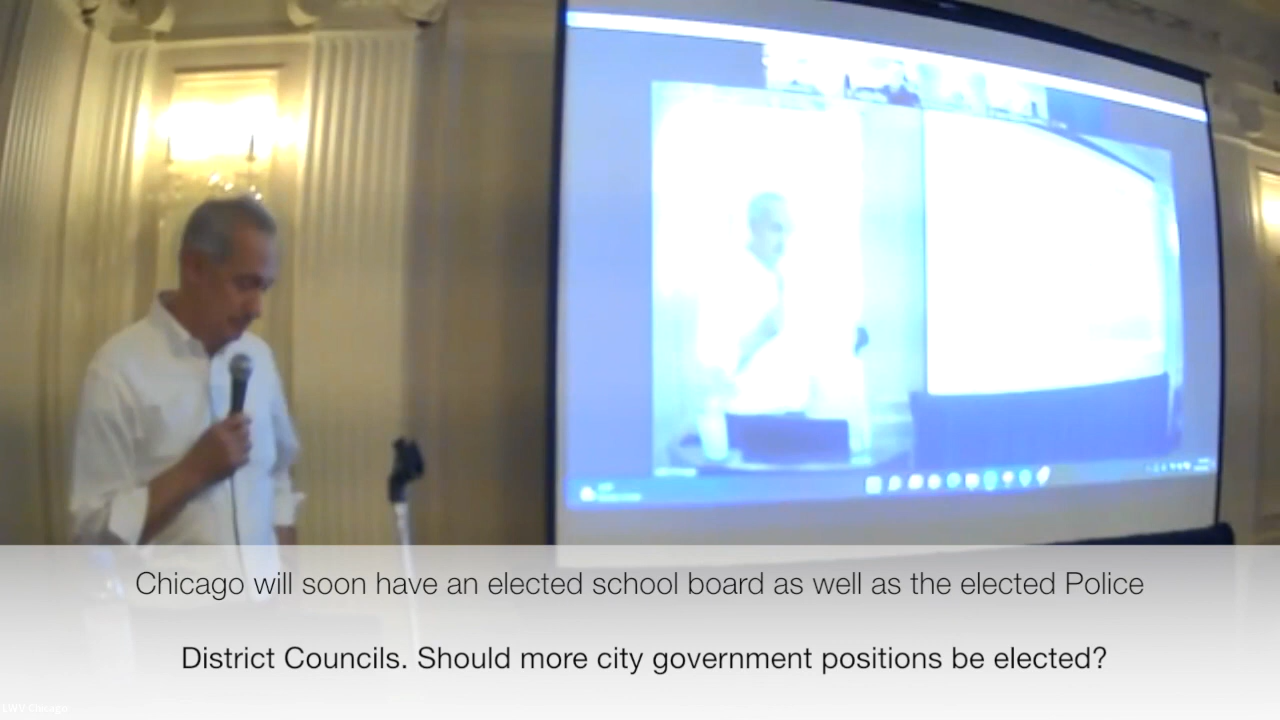 Chicago will soon have an elected school board as well as the elected Police
District Councils. Should more city government positions be elected?
LWV Chicago